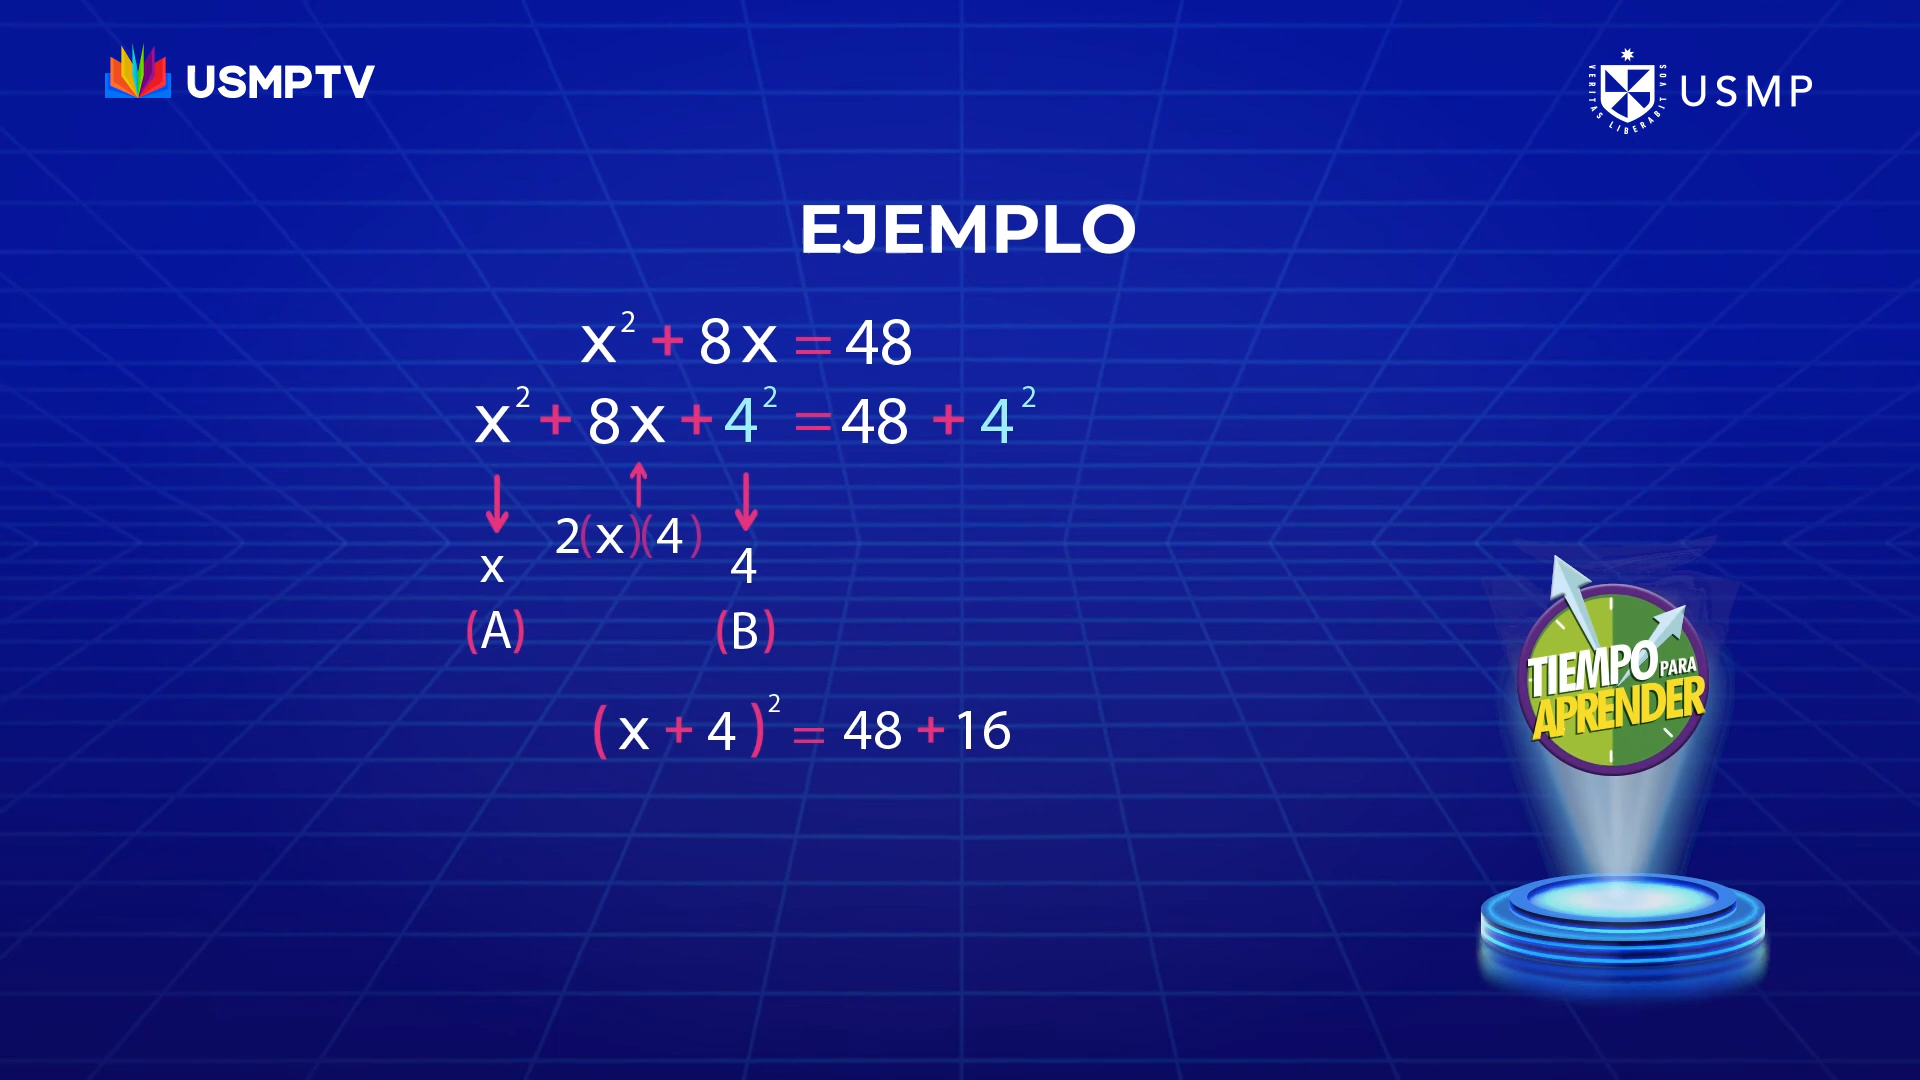 USMPTV
VERITAS LIBERABIT VOS
USMP
EJEMPLO
x² + 8x = 48
x² + 8x + 4² = 48 + 4²
2(x)(4)
x 4
(A) (B)
(x + 4)² = 48 + 16
TIEMPO PARA
APRENDER